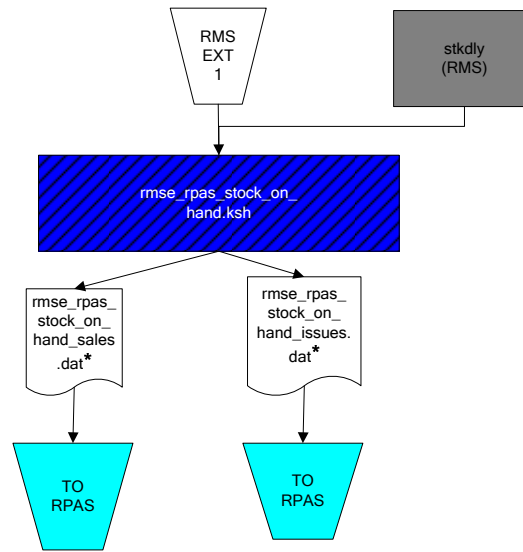 RMS
EXT
1
stkdly
(RMS)
rmse_rpas_stock_on_
hand.ksh
rmse_rpas_
stock_on_
hand_sales
.dat*
rmse_rpas_
stock_on_
hand_issues.
dat*
TO
RPAS
TO
RPAS